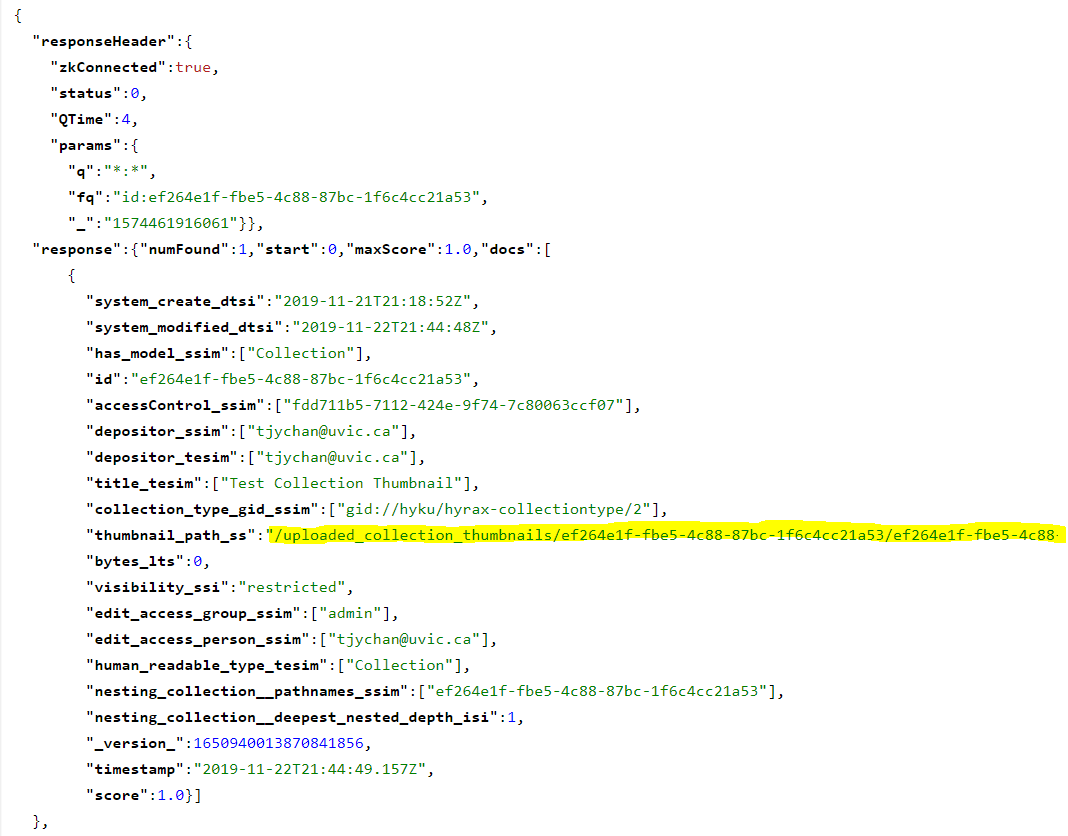 {
"responseHeader":{
"zkConnected":true,
"status":0,
"QTime":4,
"params":{
"q":"*:*",
"fq":"id:ef264e1f-fbe5-4c88-87bc-1f6c4cc21a53",
"_":"1574461916061"}},
"response":{"numFound":1,"start":0,"maxScore":1.0,"docs":[
{
"system_create_dtsi":"2019-11-21T21:18:52Z",
"system_modified_dtsi":"2019-11-22T21:44:48Z",
"has_model_ssim":["Collection"],
"id":"ef264e1f-fbe5-4c88-87bc-1f6c4cc21a53",
"accessControl_ssim":["fdd711b5-7112-424e-9f74-7c80063ccf07"],
"depositor_ssim":["tjychan@uvic.ca"],
"depositor_tesim":["tjychan@uvic.ca"],
"title_tesim":["Test Collection Thumbnail"],
"collection_type_gid_ssim":["gid://hyku/hyrax-collectiontype/2"],
"thumbnail_path_ss":"/uploaded_collection_thumbnails/ef264e1f-fbe5-4c88-87bc-1f6c4cc21a53/ef264e1f-fbe5-4c88-
"bytes_lts":0,
"visibility_ssi":"restricted",
"edit_access_group_ssim":["admin"],
"edit_access_person_ssim":["tjychan@uvic.ca"],
"human_readable_type_tesim":["Collection"],
"nesting_collection__pathnames_ssim":["ef264e1f-fbe5-4c88-87bc-1f6c4cc21a53"],
"nesting_collection__deepest_nested_depth_isi":1,
"_version_":1650940013870841856,
"timestamp":"2019-11-22T21:44:49.157Z",
"score":1.0}]
},